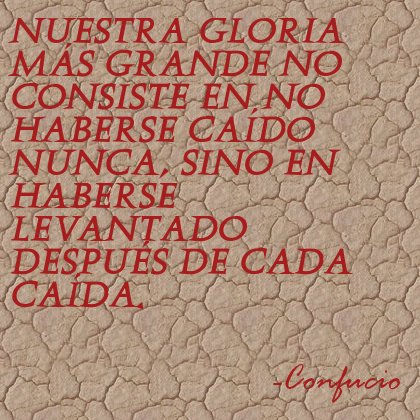 NUESTRA GLORIA
MÁS GRANDE NO
CONSISTE EN NO
HABERSE CAÍDO
NUNCA, SINO EN
HABERSE
LEVANTADO
DESPUÉS DE CADA
CAÍDA.
-Confucio